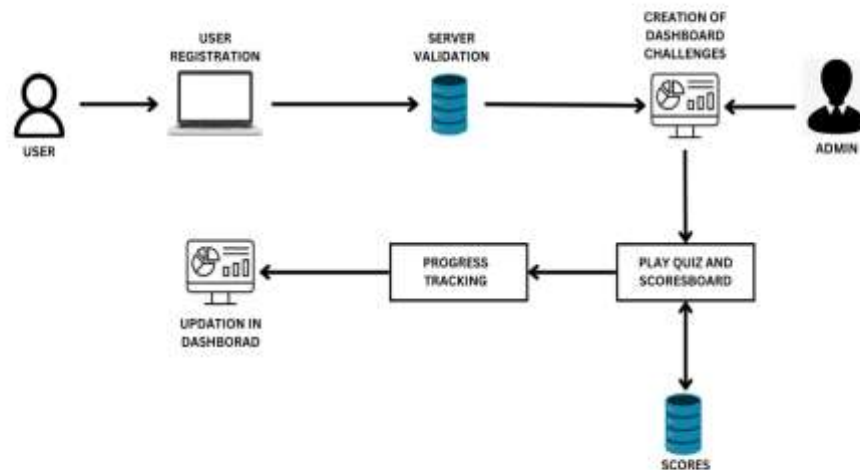 USER
REGISTRATION
SERVER
VALIDATION
CREATION OF
DASHBOARD
CHALLENGES
USER
ADMIN
PROGRESS
TRACKING
PLAY QUIZ AND
SCORESBOARD
UPDATION IN
DASHBORAD
SCORES